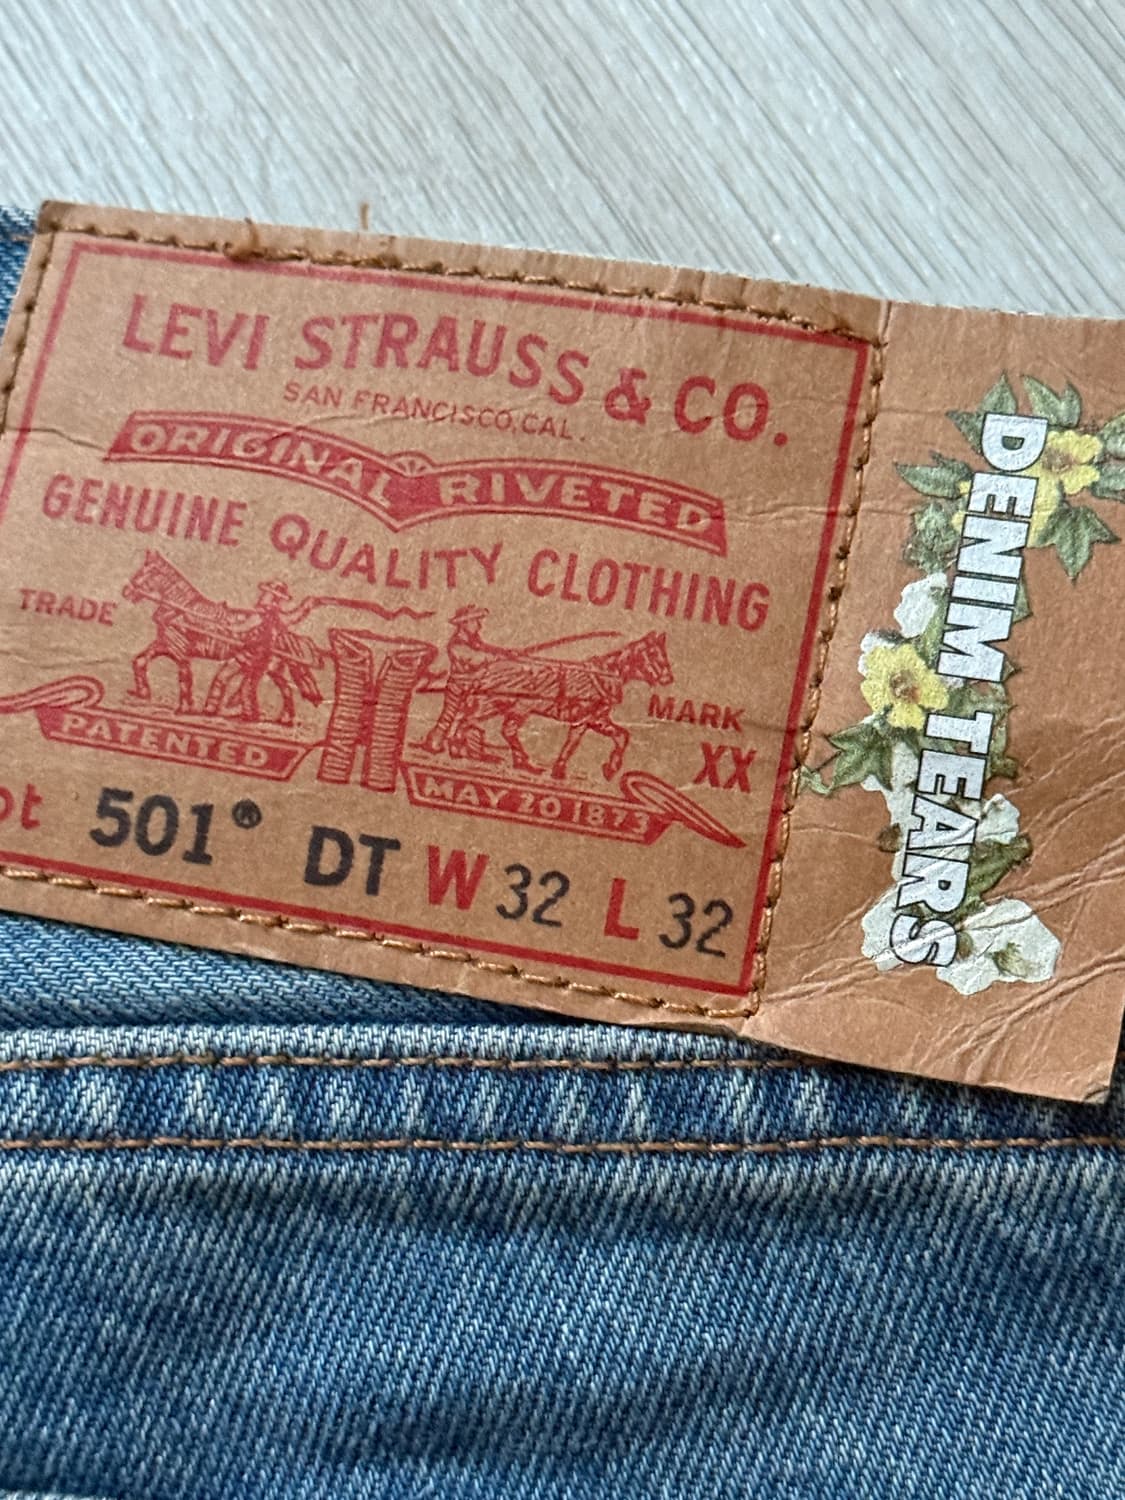 LEVI STRAUSS & CO.
SAN FRANCISCO, CAL.
ORIGINAL RIVETED
GENUINE QUALITY CLOTHING
TRADE MARK
XX
PATENTED MAY 20 1873
501® DT W 32 L 32
DENIM TEARS